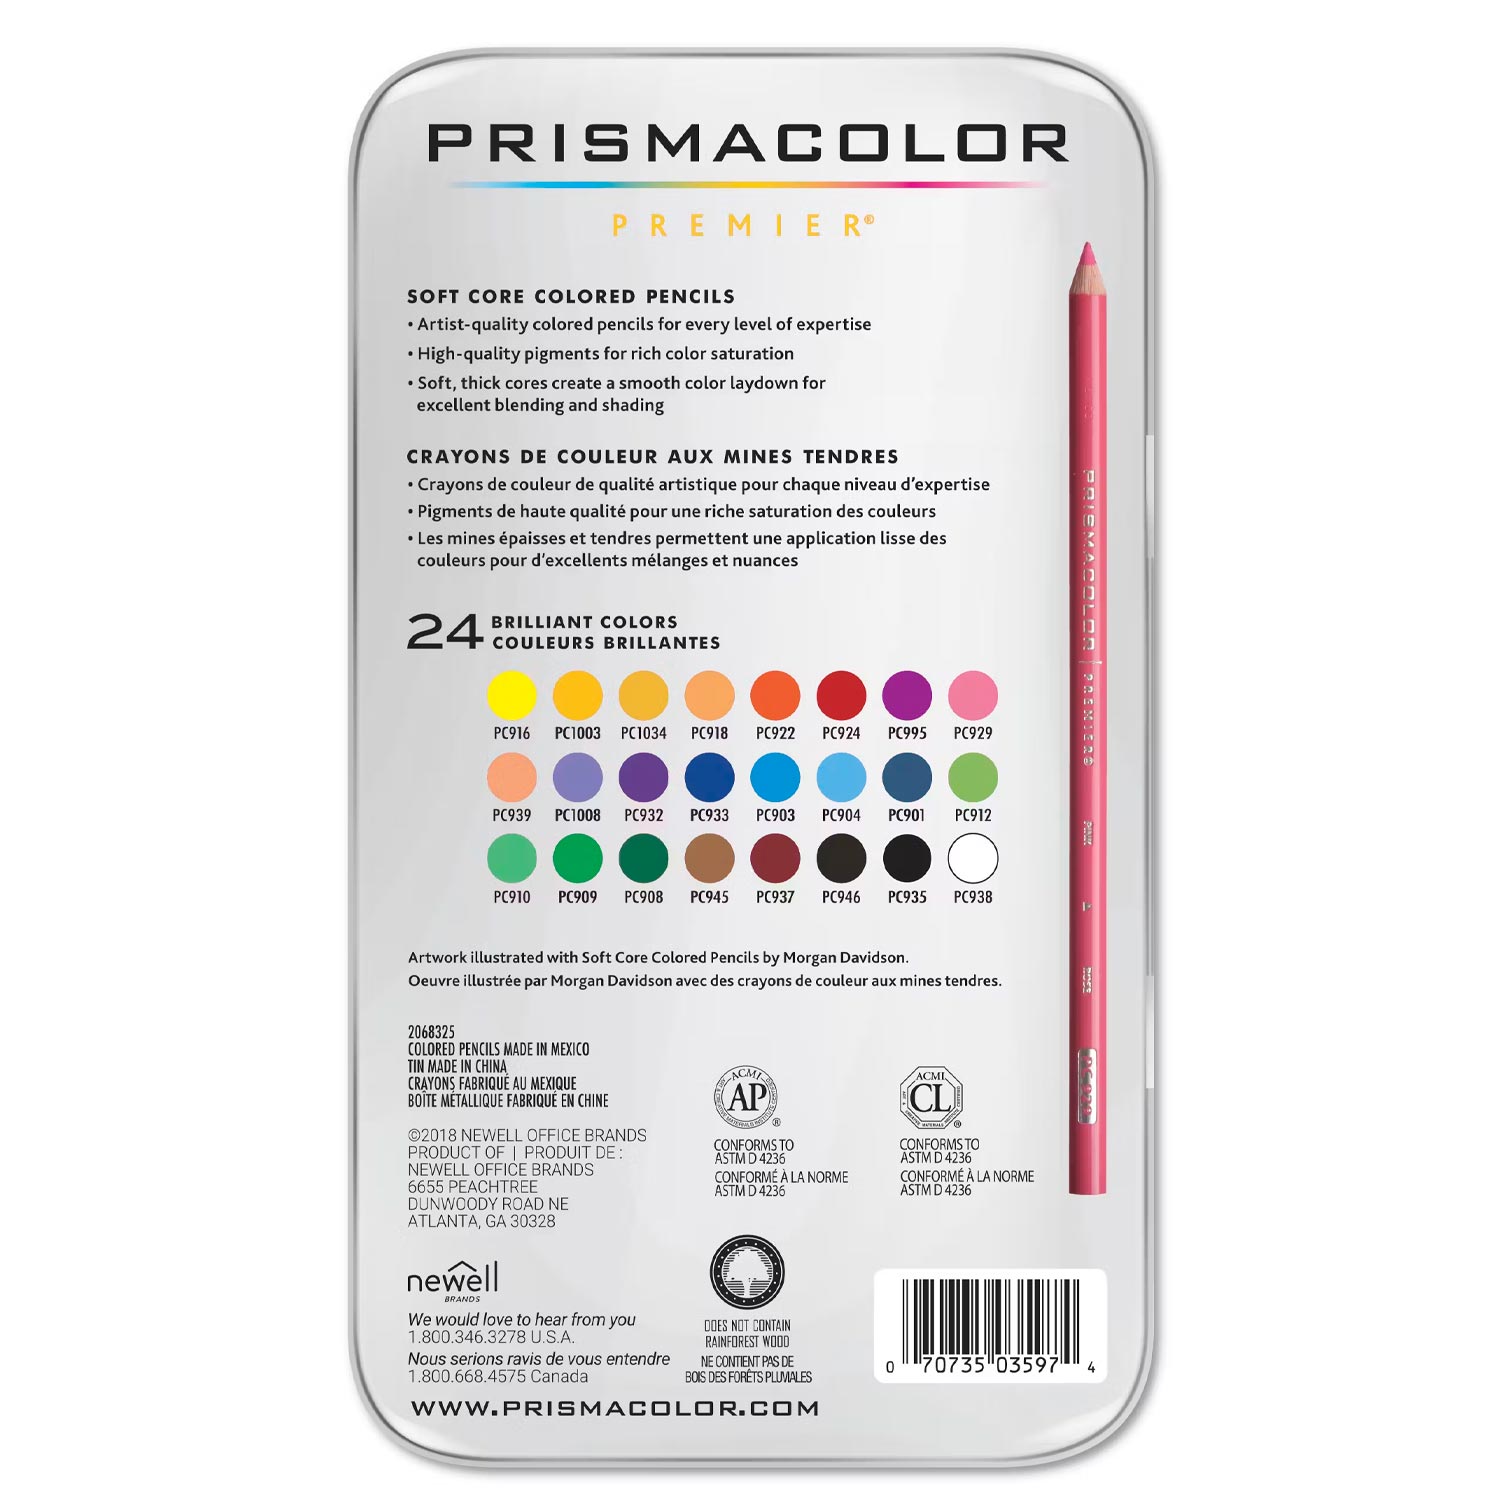 PRISMACOLOR
PREMIER®
SOFT CORE COLORED PENCILS
• Artist-quality colored pencils for every level of expertise
• High-quality pigments for rich color saturation
• Soft, thick cores create a smooth color laydown for
excellent blending and shading
CRAYONS DE COULEUR AUX MINES TENDRES
• Crayons de couleur de qualité artistique pour chaque niveau d'expertise
• Pigments de haute qualité pour une riche saturation des couleurs
• Les mines épaisses et tendres permettent une application lisse des
couleurs pour d'excellents mélanges et nuances
24 BRILLIANT COLORS
COULEURS BRILLANTES
PC916 PC1003 PC1034 PC918 PC922 PC924 PC995 PC929
PC939 PC1008 PC932 PC933 PC903 PC904 PC901 PC912
PC910 PC909 PC908 PC945 PC937 PC946 PC935 PC938
Artwork illustrated with Soft Core Colored Pencils by Morgan Davidson.
Oeuvre illustrée par Morgan Davidson avec des crayons de couleur aux mines tendres.
2068325
COLORED PENCILS MADE IN MEXICO
TIN MADE IN CHINA
CRAYONS FABRIQUÉ AU MEXIQUE
BOÎTE MÉTALLIQUE FABRIQUÉ EN CHINE
©2018 NEWELL OFFICE BRANDS
PRODUCT OF | PRODUIT DE :
NEWELL OFFICE BRANDS
6655 PEACHTREE
DUNWOODY ROAD NE
ATLANTA, GA 30328
newell
BRANDS
We would love to hear from you
1.800.346.3278 U.S.A.
Nous serions ravis de vous entendre
1.800.668.4575 Canada
WWW.PRISMACOLOR.COM
ACMI
AP
®
CONFORMS TO
ASTM D 4236
CONFORMÉ À LA NORME
ASTM D 4236
ACMI
CL
®
CONFORMS TO
ASTM D 4236
CONFORMÉ À LA NORME
ASTM D 4236
DOES NOT CONTAIN
RAINFOREST WOOD
NE CONTIENT PAS DE
BOIS DES FORÊTS PLUVIALES
0 70735 03597 4
PRISMACOLOR PREMIER® PINK ROSE PC 929